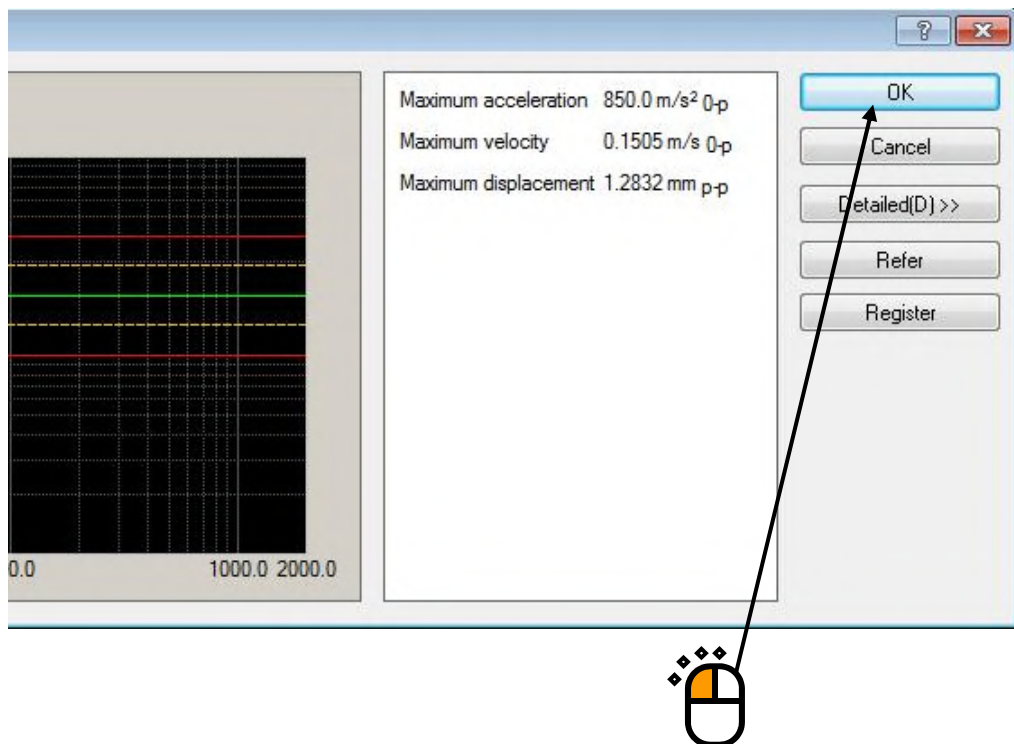 ?
Maximum acceleration 850.0 m/s² 0-p
Maximum velocity 0.1505 m/s 0-p
Maximum displacement 1.2832 mm p-p
OK
Cancel
Detailed(D) >>
Refer
Register
0.0 1000.0 2000.0